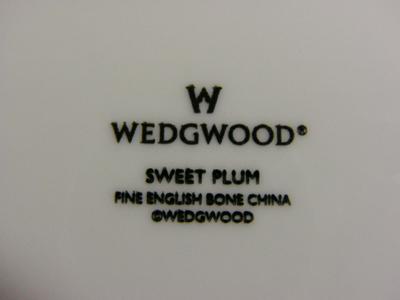 W
WEDGWOOD®
SWEET PLUM
FINE ENGLISH BONE CHINA
©WEDGWOOD